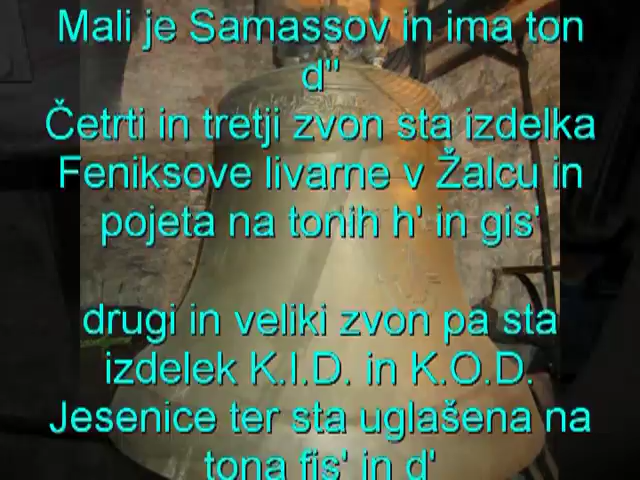 Mali je Samassov in ima ton
d"
Četrti in tretji zvon sta izdelka
Feniksove livarne v Žalcu in
pojeta na tonih h' in gis'
drugi in veliki zvon pa sta
izdelek K.I.D. in K.O.D.
Jesenice ter sta uglašena na
tona fis' in d'